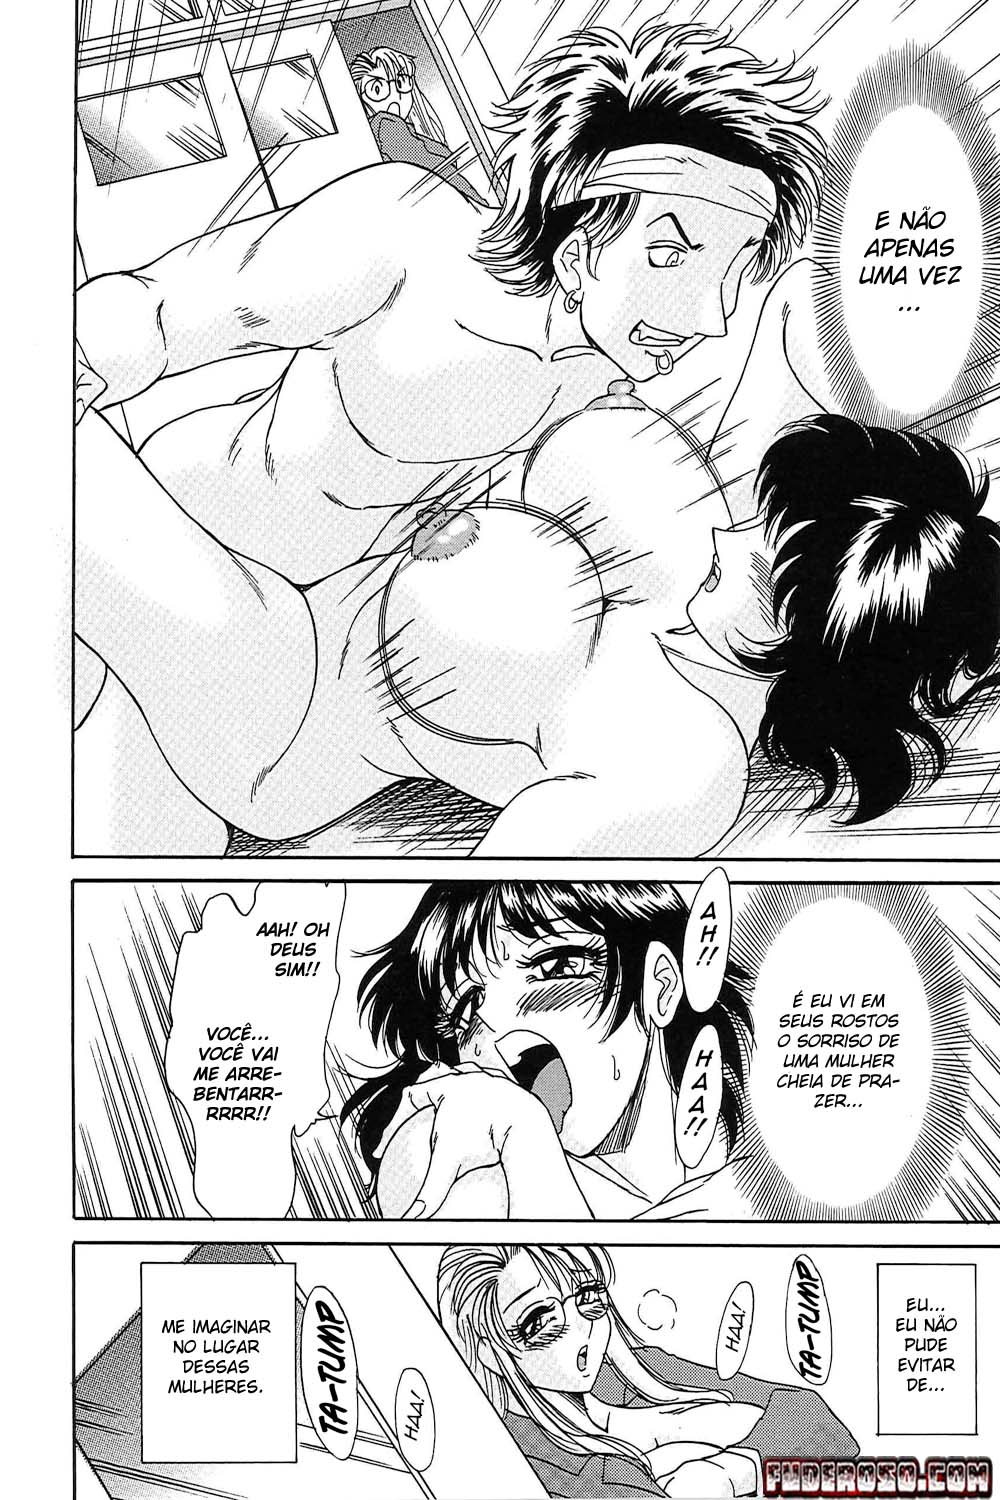 E NÃO
APENAS
UMA VEZ
...
É EU VI EM
SEUS ROSTOS
O SORRISO DE
UMA MULHER
CHEIA DE PRA-
ZER...
AH!!
HAA!!
AAH! OH
DEUS
SIM!!
VOCÊ...
VOCÊ VAI
ME ARRE-
BENTARR-
RRRR!!
EU...
EU NÃO
PUDE
EVITAR
DE...
TA-TUMP
HAA!
ME IMAGINAR
NO LUGAR
DESSAS
MULHERES.
TA-TUMP
HAA!
FUDEROSO.COM